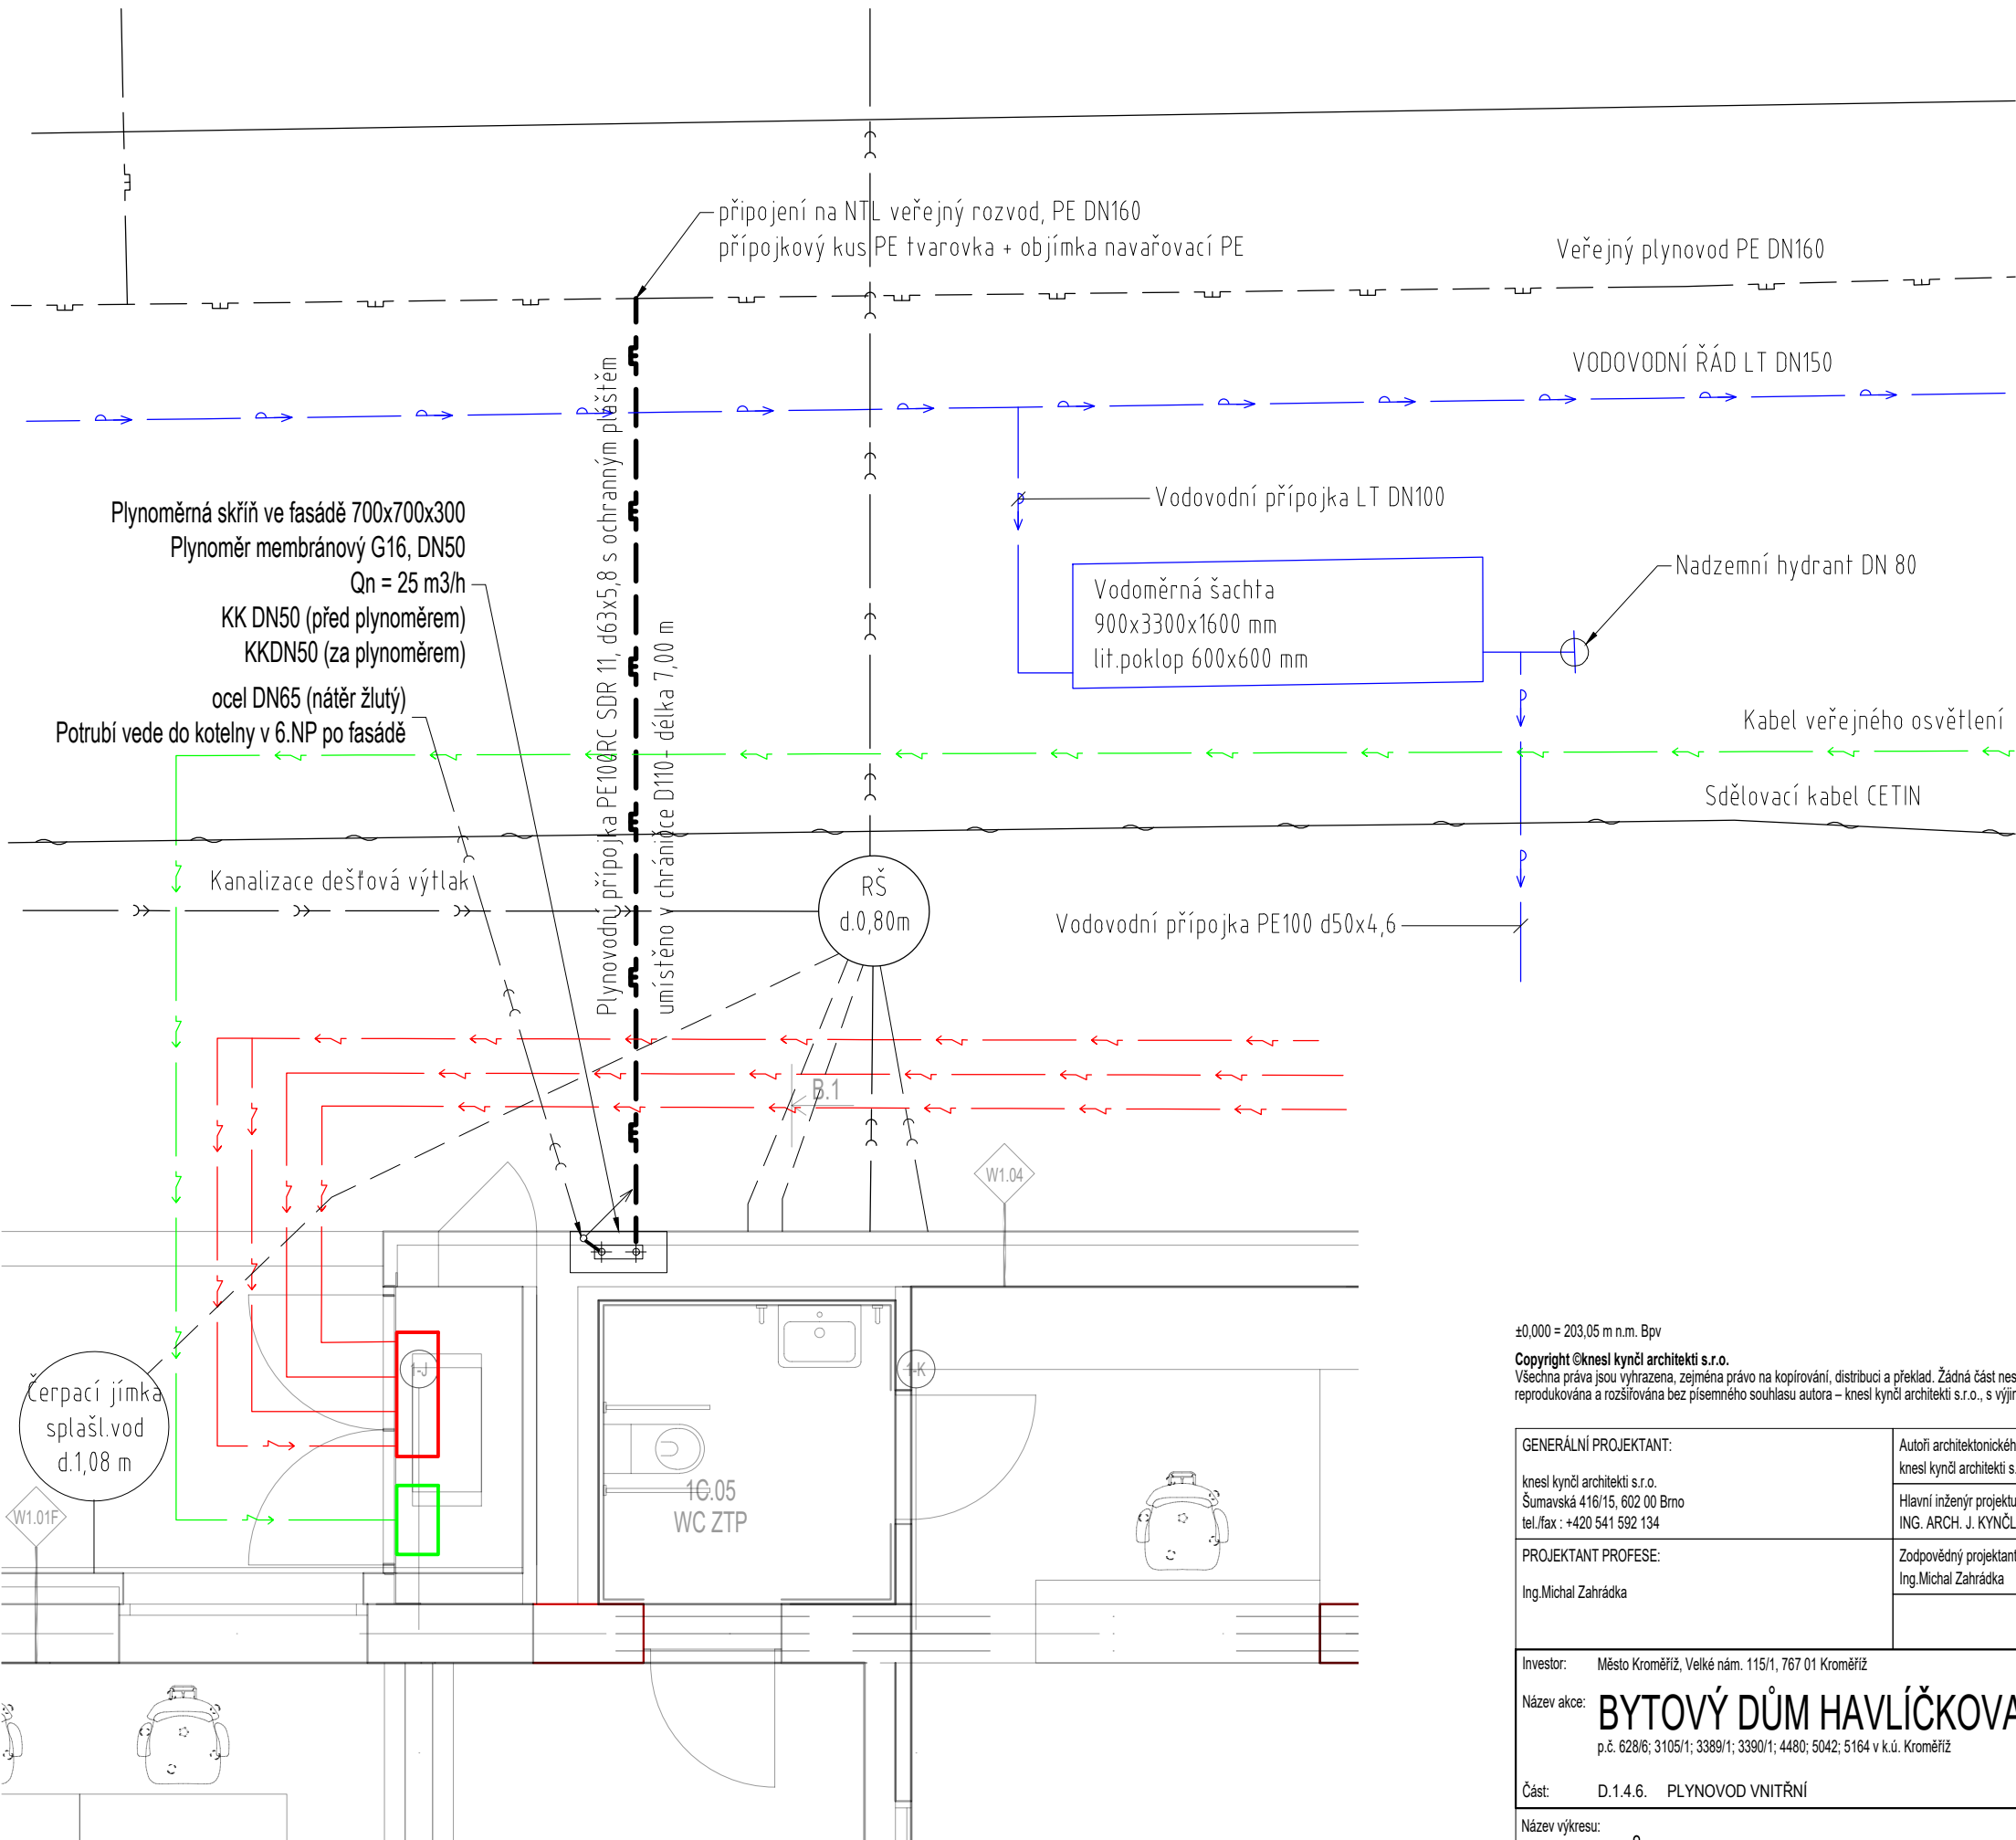 připojení na NTL veřejný rozvod, PE DN160
přípojkový kus PE tvarovka + objímka navařovací PE
Veřejný plynovod PE DN160
VODOVODNÍ ŘÁD LT DN150
Plynovodní přípojka PE100RC SDR 11, d63x5,8 s ochranným pláštěm
umístěno v chráničce D110 - délka 7,00 m
Plynoměrná skříň ve fasádě 700x700x300
Plynoměr membránový G16, DN50
Qn = 25 m3/h
KK DN50 (před plynoměrem)
KKDN50 (za plynoměrem)
ocel DN65 (nátěr žlutý)
Potrubí vede do kotelny v 6.NP po fasádě
Vodovodní přípojka LT DN100
Vodoměrná šachta
900x3300x1600 mm
lit.poklop 600x600 mm
Nadzemní hydrant DN 80
Kabel veřejného osvětlení
Sdělovací kabel CETIN
Kanalizace dešťová výtlak
RŠ
d.0,80m
Vodovodní přípojka PE100 d50x4,6
B.1
W1.04
1-J
1-K
Čerpací jímka
splašl.vod
d.1,08 m
W1.01F
1C.05
WC ZTP
±0,000 = 203,05 m n.m. Bpv
Copyright ©knesl kynčl architekti s.r.o.
Všechna práva jsou vyhrazena, zejména právo na kopírování, distribuci a překlad. Žádná část nes
reprodukována a rozšiřována bez písemného souhlasu autora – knesl kynčl architekti s.r.o., s výji
GENERÁLNÍ PROJEKTANT:
knesl kynčl architekti s.r.o.
Šumavská 416/15, 602 00 Brno
tel./fax : +420 541 592 134
Autoři architektonickéh
knesl kynčl architekti s.
Hlavní inženýr projektu
ING. ARCH. J. KYNČL
PROJEKTANT PROFESE:
Ing.Michal Zahrádka
Zodpovědný projektant
Ing.Michal Zahrádka
Investor: Město Kroměříž, Velké nám. 115/1, 767 01 Kroměříž
Název akce: BYTOVÝ DŮM HAVLÍČKOVA
p.č. 628/6; 3105/1; 3389/1; 3390/1; 4480; 5042; 5164 v k.ú. Kroměříž
Část: D.1.4.6. PLYNOVOD VNITŘNÍ
Název výkresu: